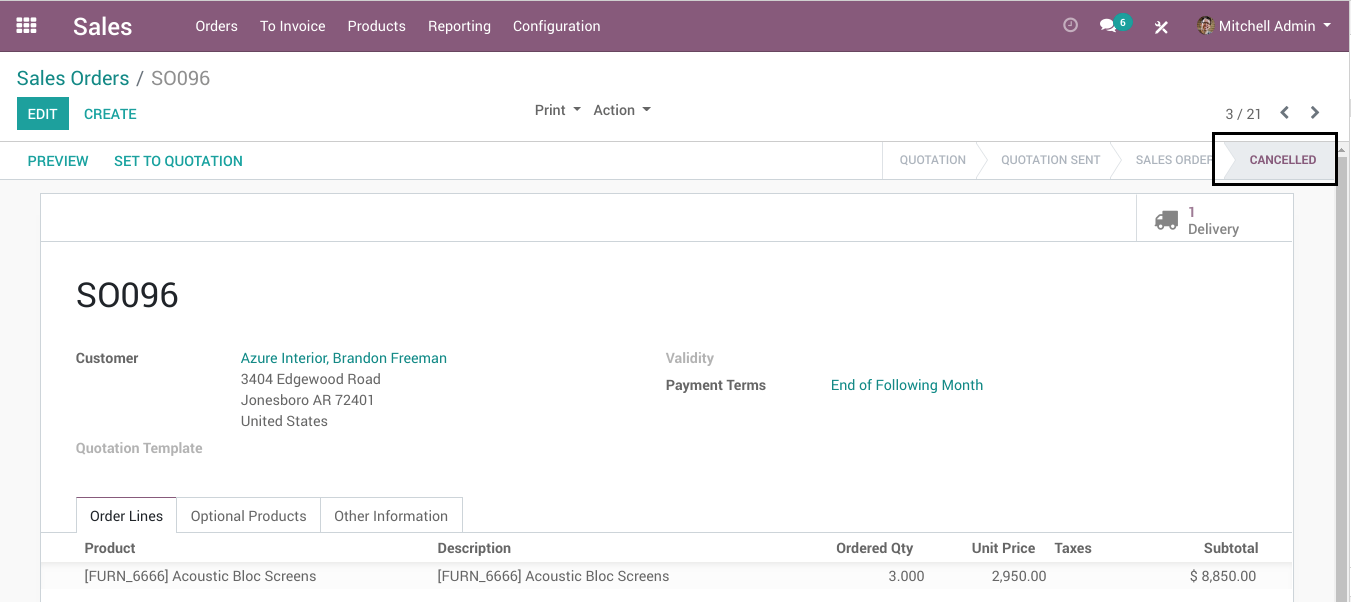 Sales Orders To Invoice Products Reporting Configuration 6 Mitchell Admin
Sales Orders / SO096
EDIT CREATE Print Action 3 / 21
PREVIEW SET TO QUOTATION QUOTATION QUOTATION SENT SALES ORDER CANCELLED
1
Delivery
SO096
Customer Azure Interior, Brandon Freeman Validity
3404 Edgewood Road Payment Terms End of Following Month
Jonesboro AR 72401
United States
Quotation Template
Order Lines Optional Products Other Information
Product Description Ordered Qty Unit Price Taxes Subtotal
[FURN_6666] Acoustic Bloc Screens [FURN_6666] Acoustic Bloc Screens 3.000 2,950.00 $ 8,850.00